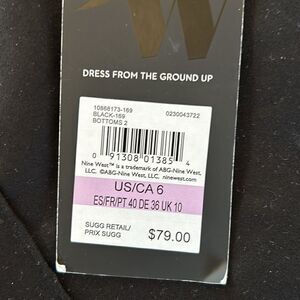 W
DRESS FROM THE GROUND UP
10868173-169
BLACK-169
BOTTOMS 2
0230043722
0 91308 01385 4
Nine West™ is a trademark of ABG-Nine West,
LLC. ©ABG-Nine West, LLC. ninewest.com
US/CA 6
ES/FR/PT 40 DE 36 UK 10
SUGG RETAIL/
PRIX SUGG
$79.00